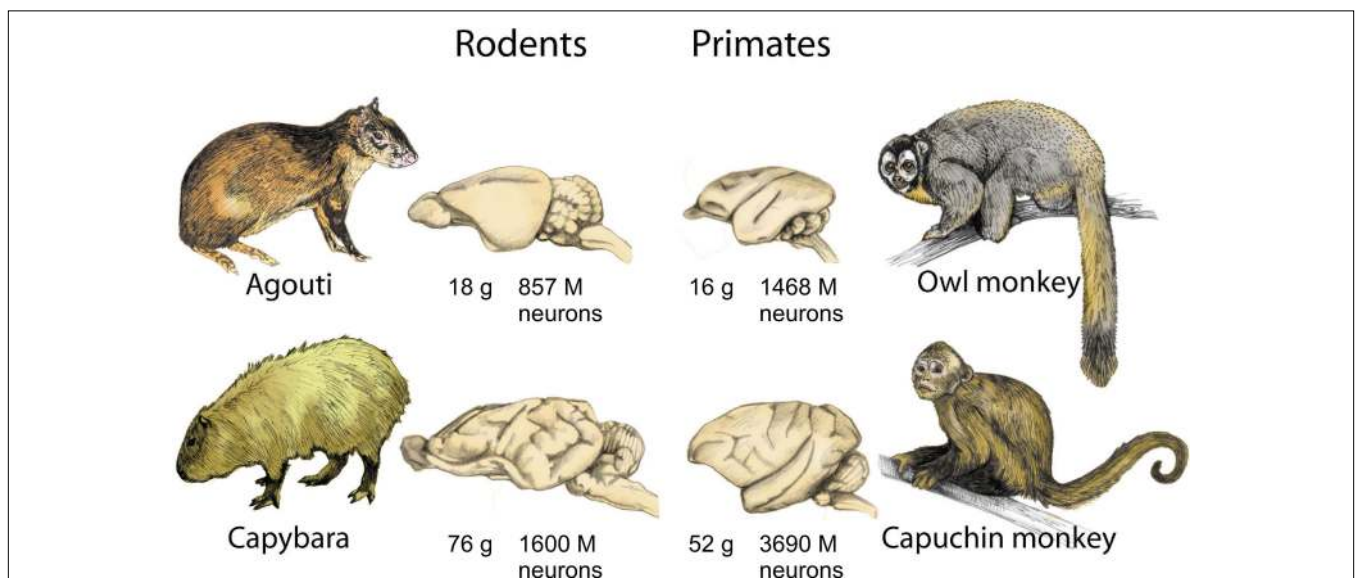 Rodents Primates
Agouti 18 g 857 M 16 g 1468 M Owl monkey
neurons neurons
Capybara 76 g 1600 M 52 g 3690 M Capuchin monkey
neurons neurons